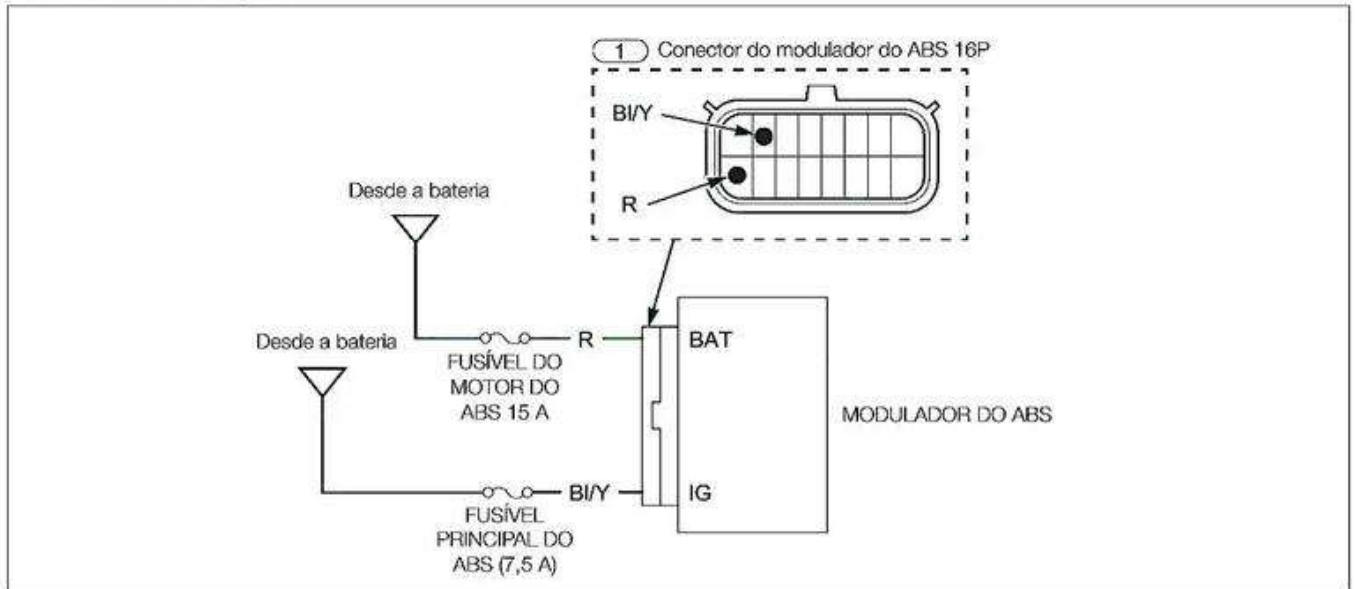 1 Conector do modulador do ABS 16P
Bl/Y
R
Desde a bateria
Desde a bateria
R
FUSÍVEL DO
MOTOR DO
ABS 15 A
BAT
MODULADOR DO ABS
Bl/Y
IG
FUSÍVEL
PRINCIPAL DO
ABS (7,5 A)